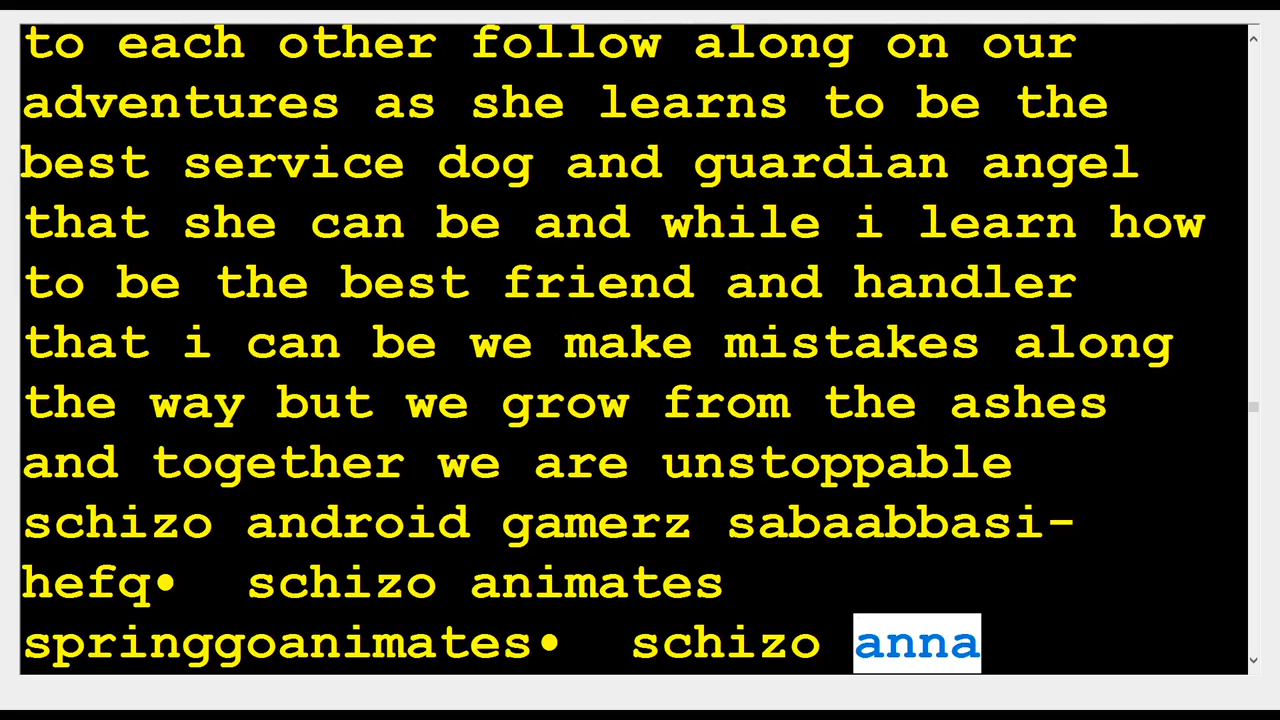 to each other follow along on our
adventures as she learns to be the
best service dog and guardian angel
that she can be and while i learn how
to be the best friend and handler
that i can be we make mistakes along
the way but we grow from the ashes
and together we are unstoppable
schizo android gamerz sabaabbasi-
hefq•  schizo animates
springgoanimates•  schizo anna